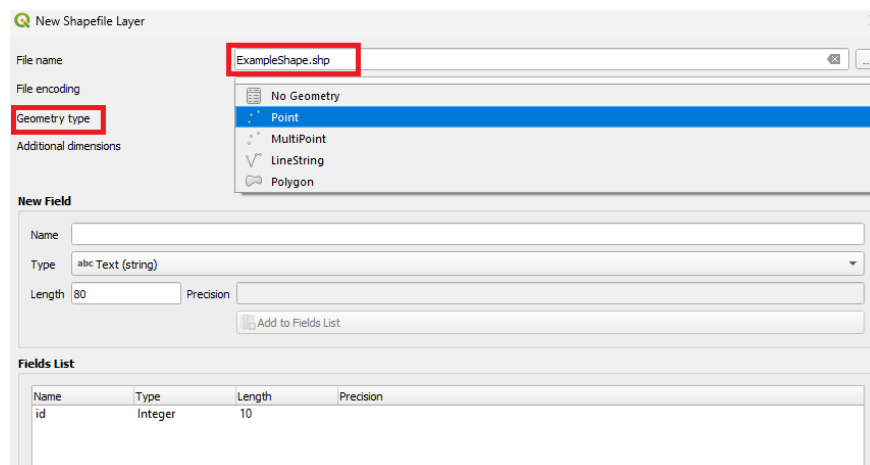 New Shapefile Layer
File name
ExampleShape.shp
...
File encoding
No Geometry
Geometry type
Point
MultiPoint
Additional dimensions
LineString
Polygon
New Field
Name
Type abc Text (string)
Length 80 Precision
Add to Fields List
Fields List
Name Type Length Precision
id Integer 10